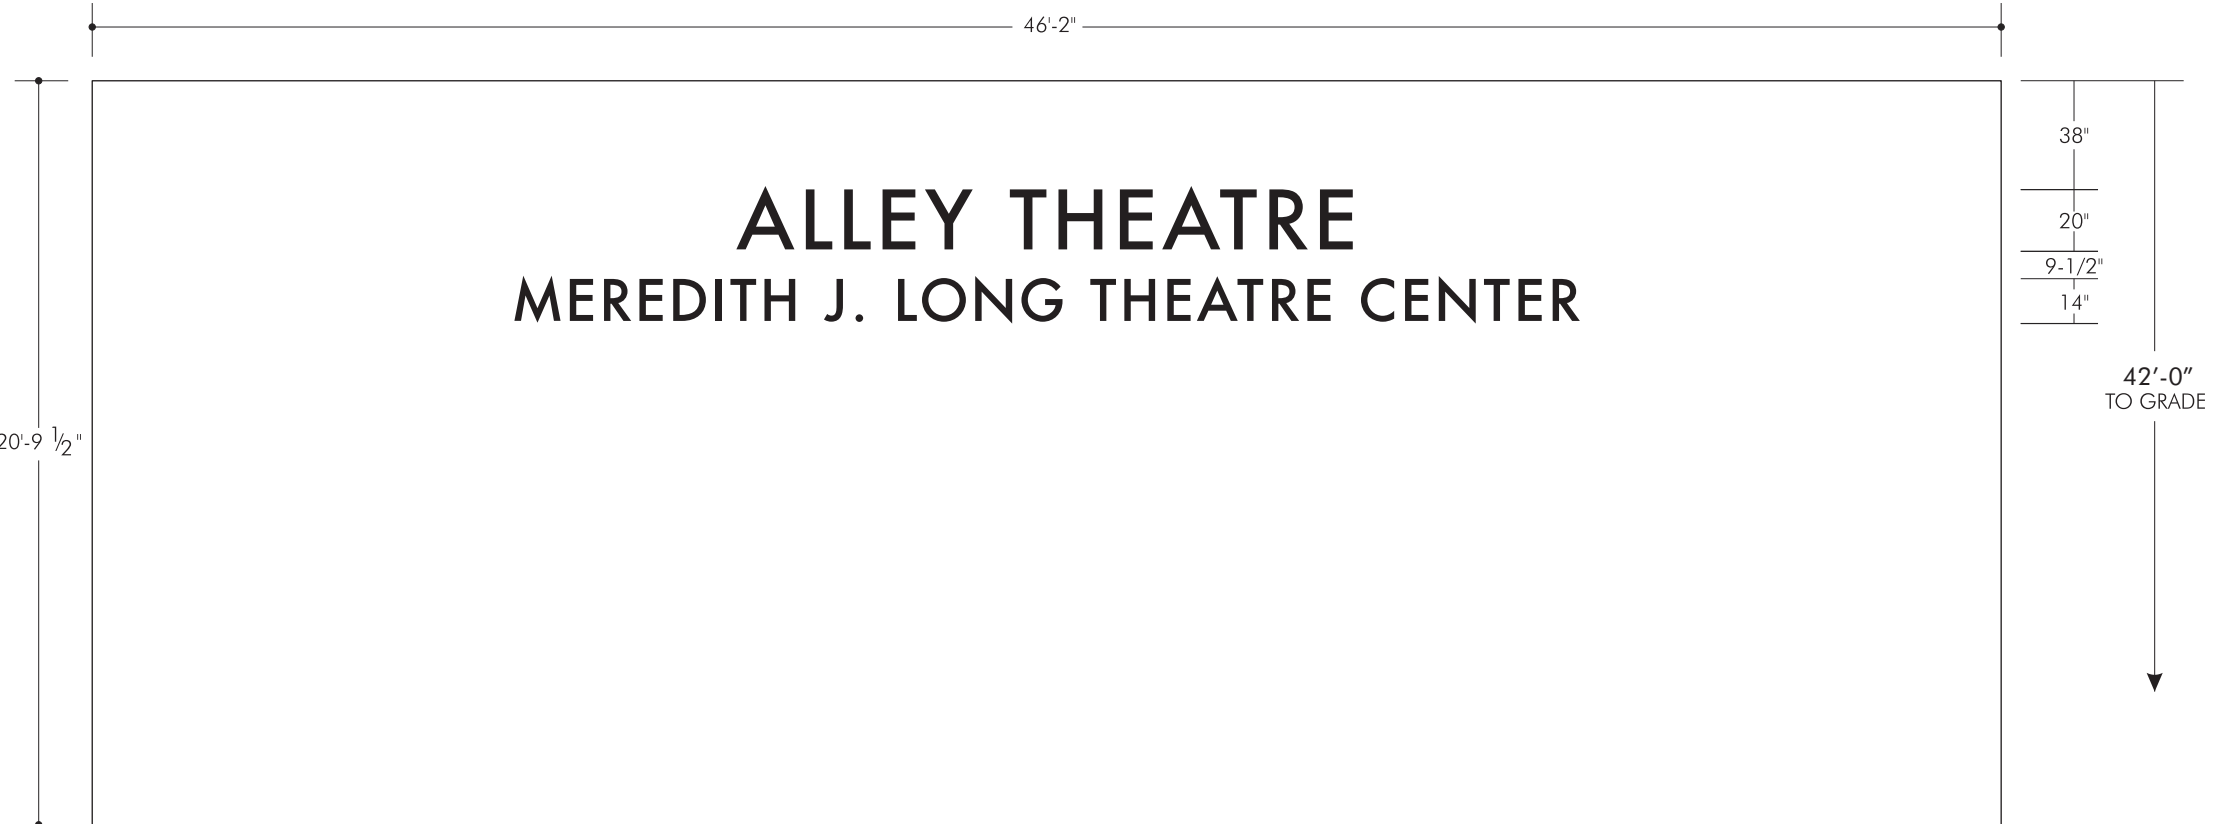 46'-2"
38"
ALLEY THEATRE
20"
9-1/2"
MEREDITH J. LONG THEATRE CENTER
14"
42'-0"
TO GRADE
20'-9 1/2"